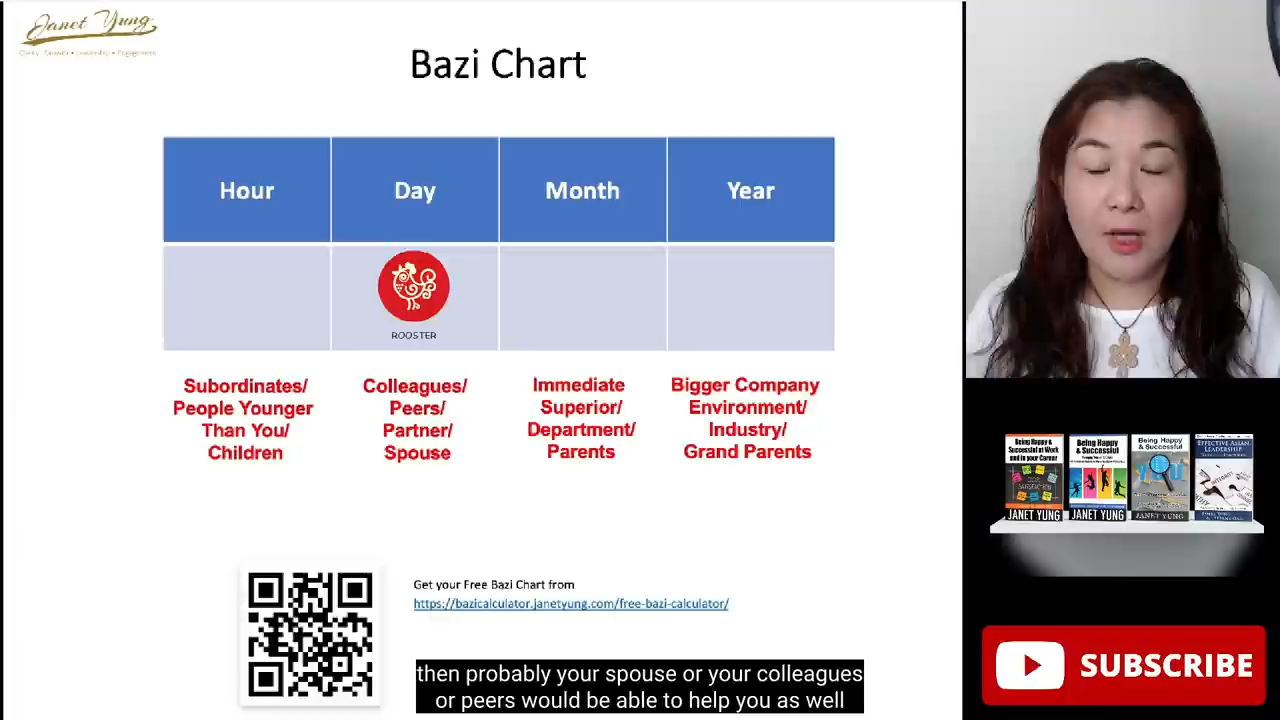 Janet Yung
Clarity • Growth • Leadership • Engagement
Bazi Chart
Hour
Day
Month
Year
ROOSTER
Subordinates/
People Younger
Than You/
Children
Colleagues/
Peers/
Partner/
Spouse
Immediate
Superior/
Department/
Parents
Bigger Company
Environment/
Industry/
Grand Parents
Being Happy &
Successful at Work
and in your Career
JANET YUNG
Being Happy
& Successful
JANET YUNG
Being Happy &
Successful
YOU
JANET YUNG
EFFECTIVE ASIAN
LEADERSHIP
Get your Free Bazi Chart from
https://bazicalculator.janetyung.com/free-bazi-calculator/
SUBSCRIBE
then probably your spouse or your colleagues
or peers would be able to help you as well